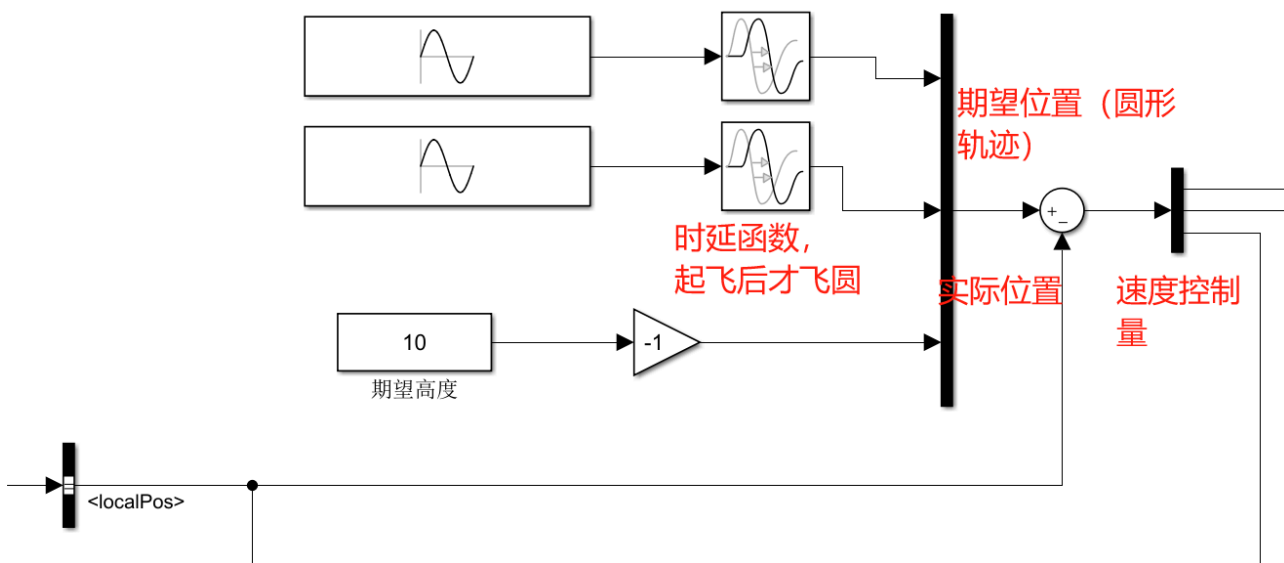 期望位置（圆形
轨迹）
+
−
时延函数，
起飞后才飞圆
实际位置
速度控制
量
10
-1
期望高度
<localPos>